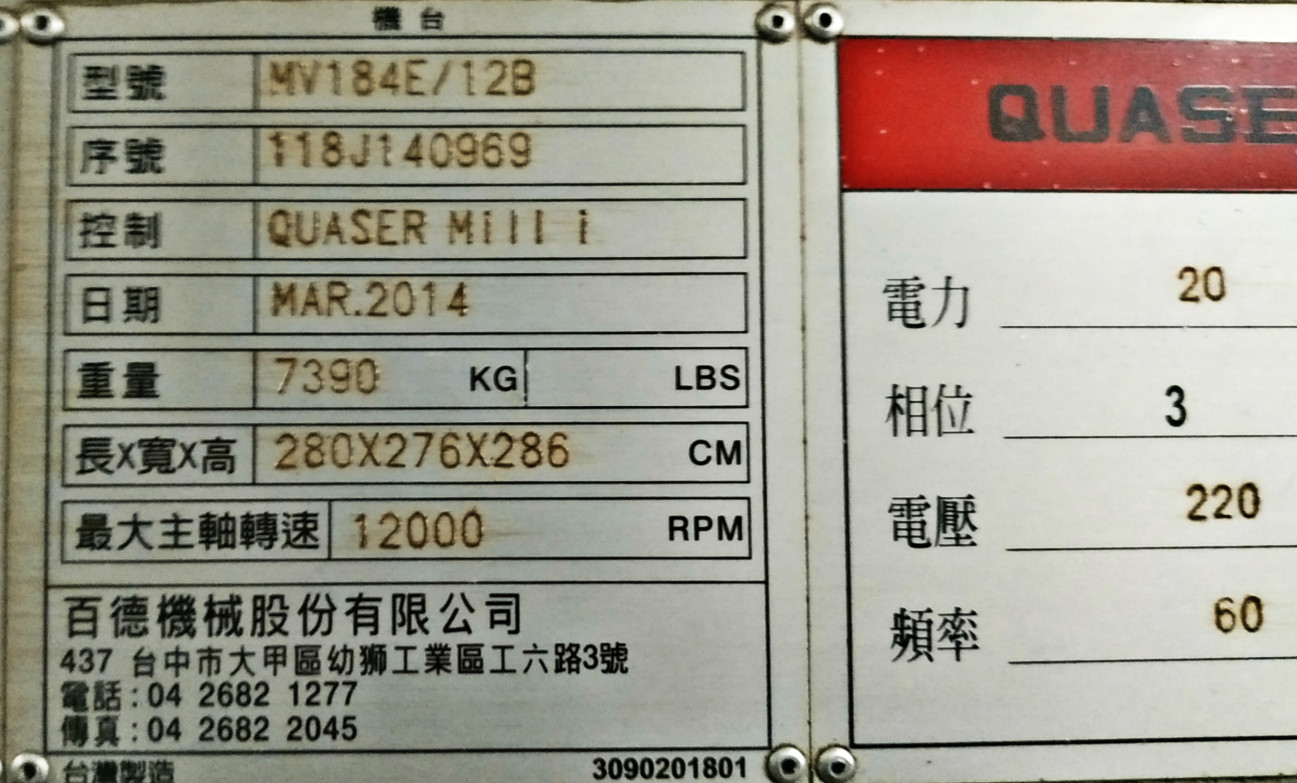 機台
型號 MV184E/12B
序號 118J140969
控制 QUASER Mill i
日期 MAR.2014
重量 7390 KG LBS
長X寬X高 280X276X286 CM
最大主軸轉速 12000 RPM
百德機械股份有限公司
437 台中市大甲區幼獅工業區工六路3號
電話:04 2682 1277
傳真:04 2682 2045
台灣製造 3090201801
QUASE
電力 20
相位 3
電壓 220
頻率 60